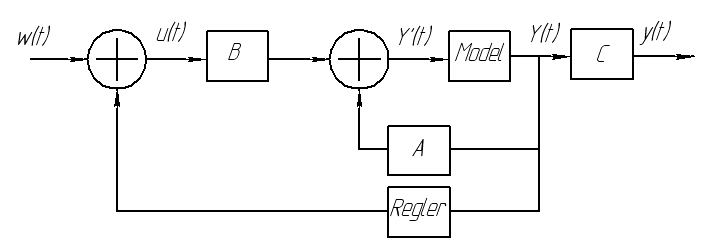 w(t)
u(t)
B
Y'(t)
Model
Y(t)
C
y(t)
A
Regler